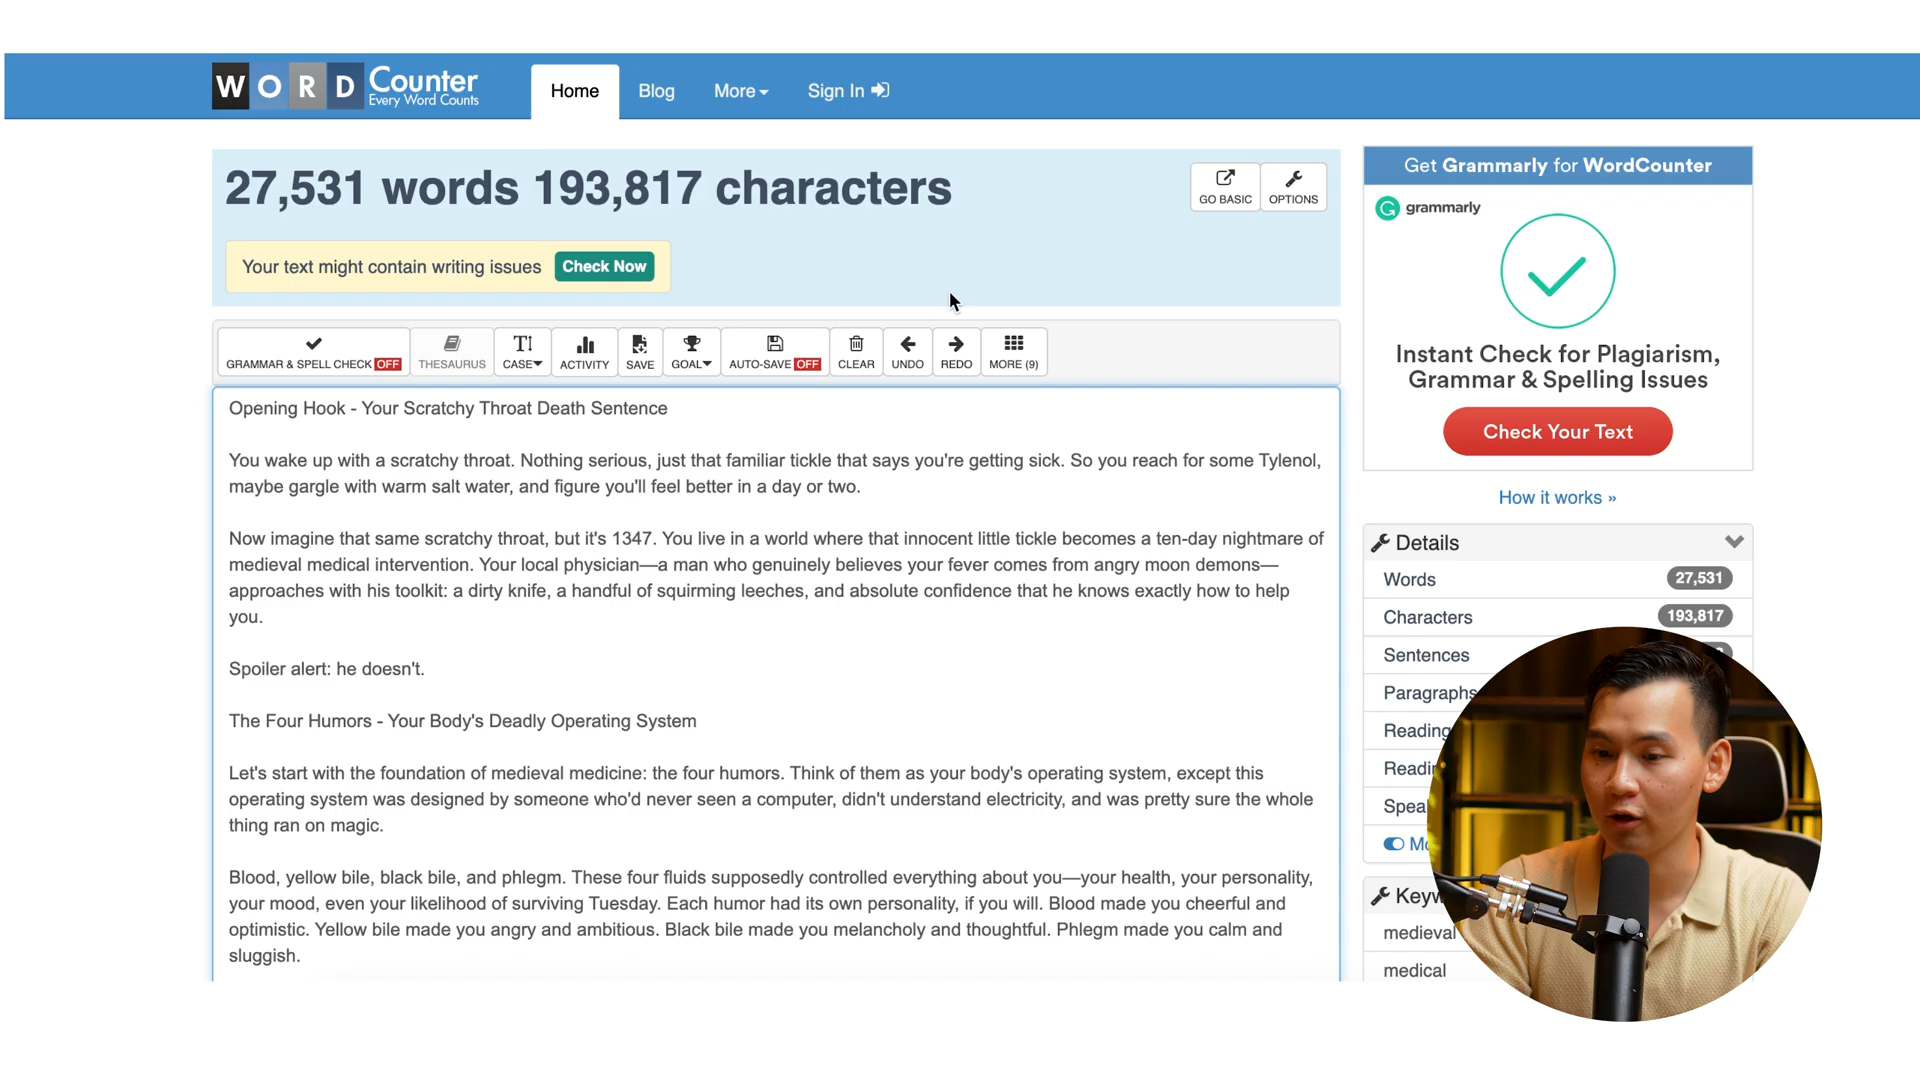 WORD Counter
Every Word Counts
Home
Blog
More
Sign In
27,531 words 193,817 characters
GO BASIC
OPTIONS
Your text might contain writing issues
Check Now
GRAMMAR & SPELL CHECK OFF
THESAURUS
CASE
ACTIVITY
SAVE
GOAL
AUTO-SAVE OFF
CLEAR
UNDO
REDO
MORE (9)
Opening Hook - Your Scratchy Throat Death Sentence
You wake up with a scratchy throat. Nothing serious, just that familiar tickle that says you're getting sick. So you reach for some Tylenol,
maybe gargle with warm salt water, and figure you'll feel better in a day or two.
Now imagine that same scratchy throat, but it's 1347. You live in a world where that innocent little tickle becomes a ten-day nightmare of
medieval medical intervention. Your local physician—a man who genuinely believes your fever comes from angry moon demons—
approaches with his toolkit: a dirty knife, a handful of squirming leeches, and absolute confidence that he knows exactly how to help
you.
Spoiler alert: he doesn't.
The Four Humors - Your Body's Deadly Operating System
Let's start with the foundation of medieval medicine: the four humors. Think of them as your body's operating system, except this
operating system was designed by someone who'd never seen a computer, didn't understand electricity, and was pretty sure the whole
thing ran on magic.
Blood, yellow bile, black bile, and phlegm. These four fluids supposedly controlled everything about you—your health, your personality,
your mood, even your likelihood of surviving Tuesday. Each humor had its own personality, if you will. Blood made you cheerful and
optimistic. Yellow bile made you angry and ambitious. Black bile made you melancholy and thoughtful. Phlegm made you calm and
sluggish.
Get Grammarly for WordCounter
grammarly
Instant Check for Plagiarism,
Grammar & Spelling Issues
Check Your Text
How it works »
Details
Words 27,531
Characters 193,817
Sentences
Paragraphs
Reading
medieval
medical